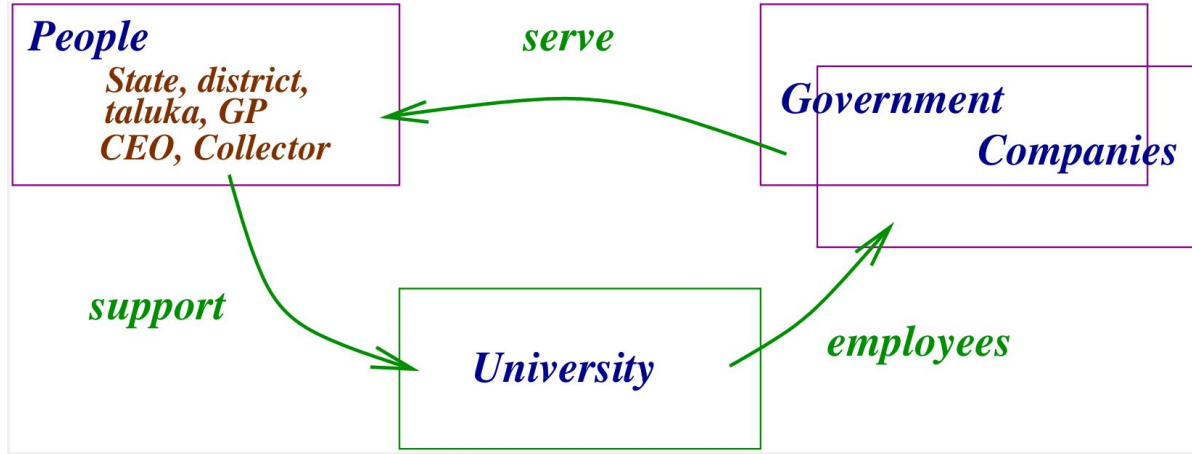 People
State, district,
taluka, GP
CEO, Collector
serve
Government
Companies
support
University
employees